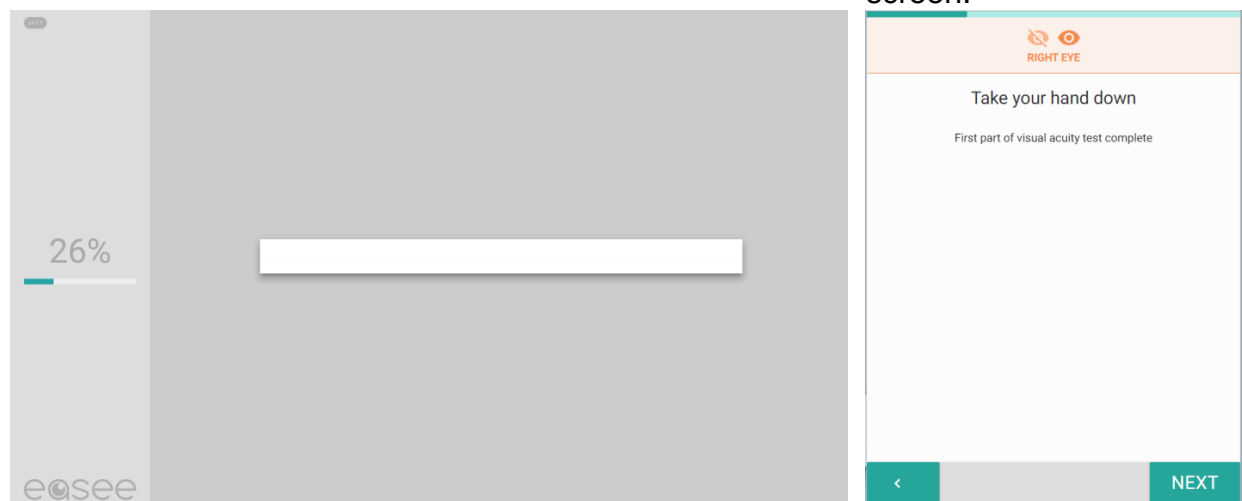 screen.
26%
easee
RIGHT EYE
Take your hand down
First part of visual acuity test complete
<
NEXT